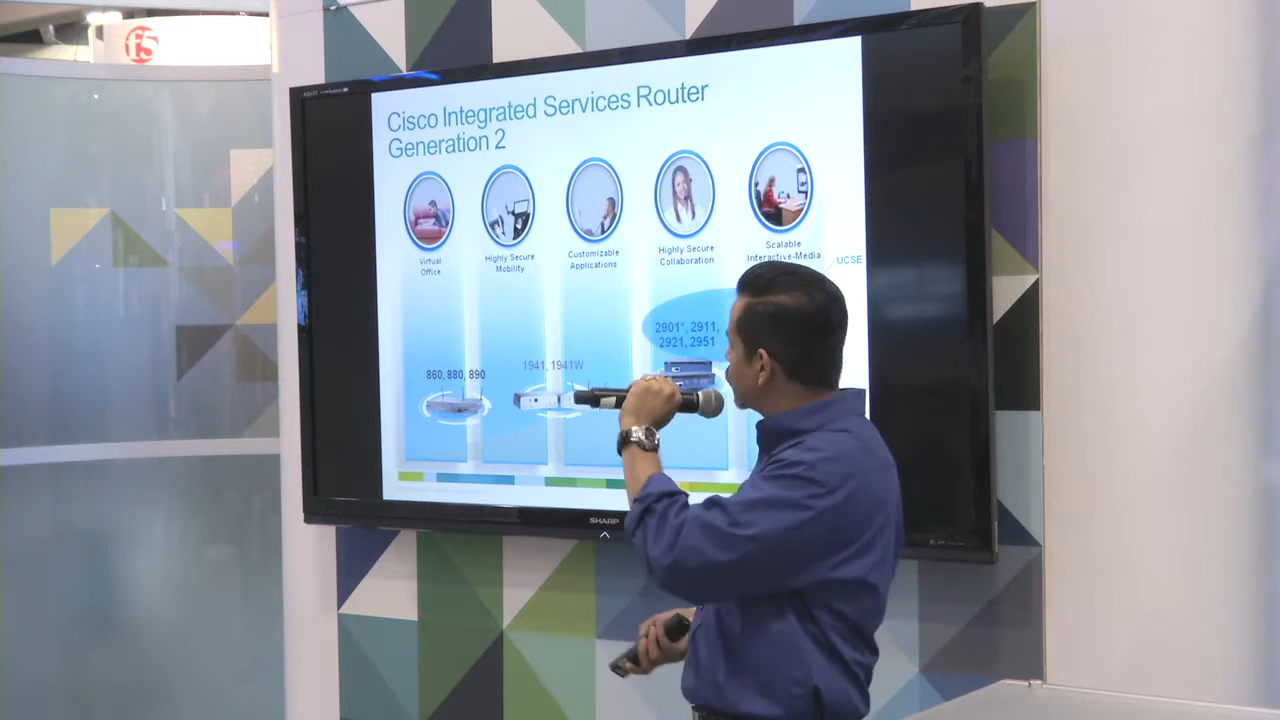 f5
Cisco Integrated Services Router
Generation 2
Virtual
Office
Highly Secure
Mobility
Customizable
Applications
Highly Secure
Collaboration
Scalable
Interactive-Media
UCSE
2901*, 2911,
2921, 2951
1941, 1941W
860, 880, 890
SHARP